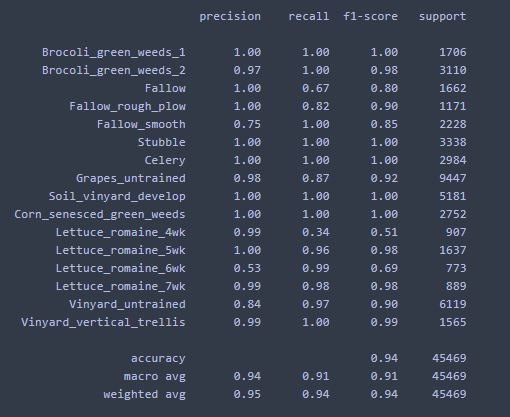 precision recall f1-score support
Brocoli_green_weeds_1 1.00 1.00 1.00 1706
Brocoli_green_weeds_2 0.97 1.00 0.98 3110
Fallow 1.00 0.67 0.80 1662
Fallow_rough_plow 1.00 0.82 0.90 1171
Fallow_smooth 0.75 1.00 0.85 2228
Stubble 1.00 1.00 1.00 3338
Celery 1.00 1.00 1.00 2984
Grapes_untrained 0.98 0.87 0.92 9447
Soil_vinyard_develop 1.00 1.00 1.00 5181
Corn_senesced_green_weeds 1.00 1.00 1.00 2752
Lettuce_romaine_4wk 0.99 0.34 0.51 907
Lettuce_romaine_5wk 1.00 0.96 0.98 1637
Lettuce_romaine_6wk 0.53 0.99 0.69 773
Lettuce_romaine_7wk 0.99 0.98 0.98 889
Vinyard_untrained 0.84 0.97 0.90 6119
Vinyard_vertical_trellis 0.99 1.00 0.99 1565
accuracy 0.94 45469
macro avg 0.94 0.91 0.91 45469
weighted avg 0.95 0.94 0.94 45469